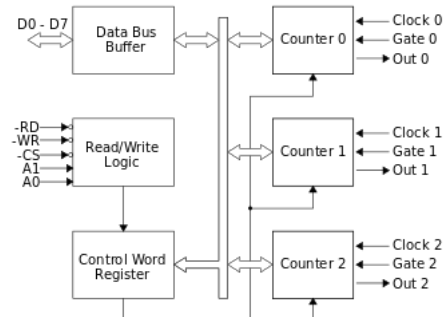 D0 - D7
Data Bus
Buffer
Counter 0
Clock 0
Gate 0
Out 0
-RD
-WR
-CS
A1
A0
Read/Write
Logic
Counter 1
Clock 1
Gate 1
Out 1
Control Word
Register
Counter 2
Clock 2
Gate 2
Out 2